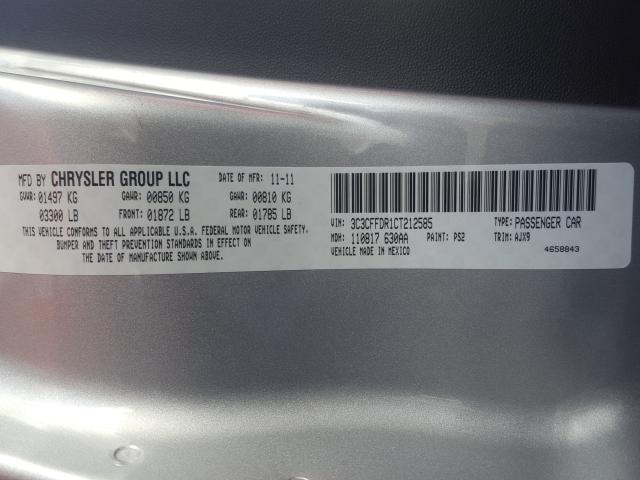 MFD BY CHRYSLER GROUP LLC DATE OF MFR: 11-11
GVWR: 01497 KG GAWR: 00850 KG GAWR: 00810 KG
03300 LB FRONT: 01872 LB REAR: 01785 LB
THIS VEHICLE CONFORMS TO ALL APPLICABLE U.S.A. FEDERAL MOTOR VEHICLE SAFETY,
BUMPER AND THEFT PREVENTION STANDARDS IN EFFECT ON
THE DATE OF MANUFACTURE SHOWN ABOVE.
VIN: 3C3CFFDR1CT212585 TYPE: PASSENGER CAR
MDH: 110817 630AA PAINT: PS2 TRIM: AJX9
VEHICLE MADE IN MEXICO 4658843